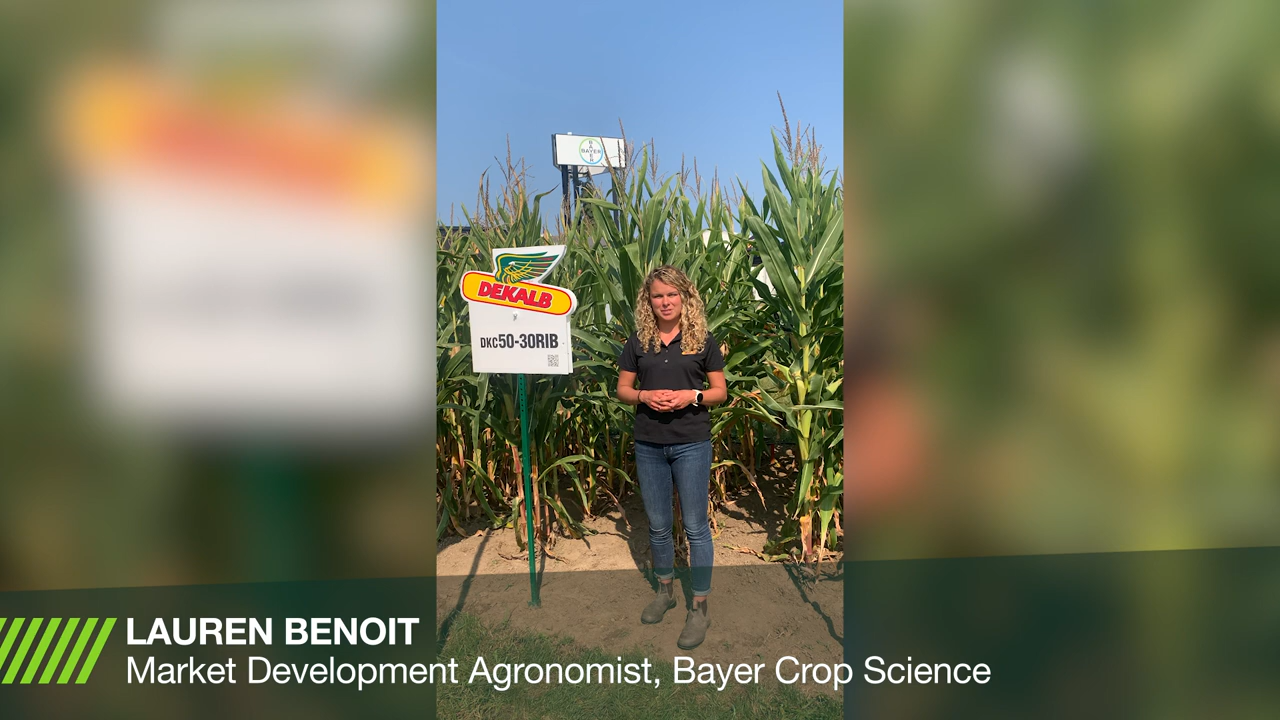 BAYER
DEKALB
DKC50-30RIB
LAUREN BENOIT
Market Development Agronomist, Bayer Crop Science